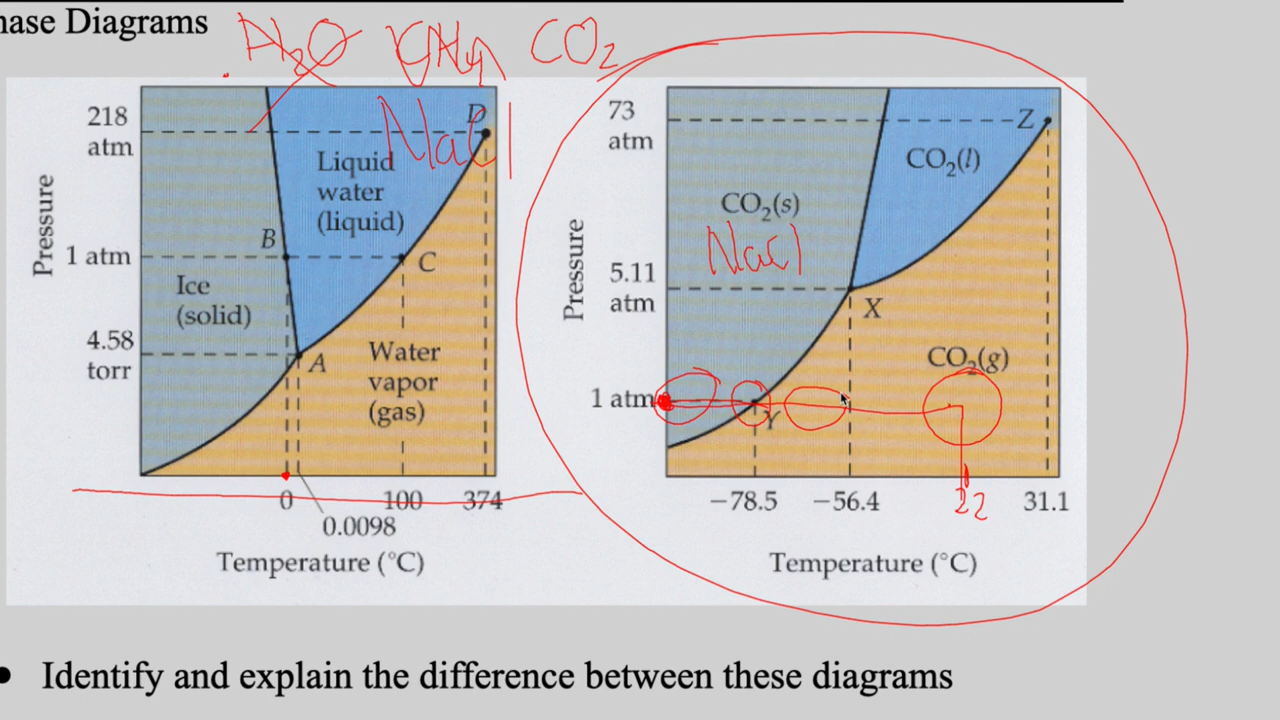 hase Diagrams
H₂O CH₄ CO₂
NaCl
218 atm
Pressure
1 atm
4.58 torr
D
Liquid
water
(liquid)
B
C
Ice
(solid)
A
Water
vapor
(gas)
0 100 374
0.0098
Temperature (°C)
73 atm
Pressure
5.11 atm
1 atm
Z
CO₂(l)
CO₂(s)
NaCl
X
CO₂(g)
Y
−78.5 −56.4 22 31.1
Temperature (°C)
• Identify and explain the difference between these diagrams